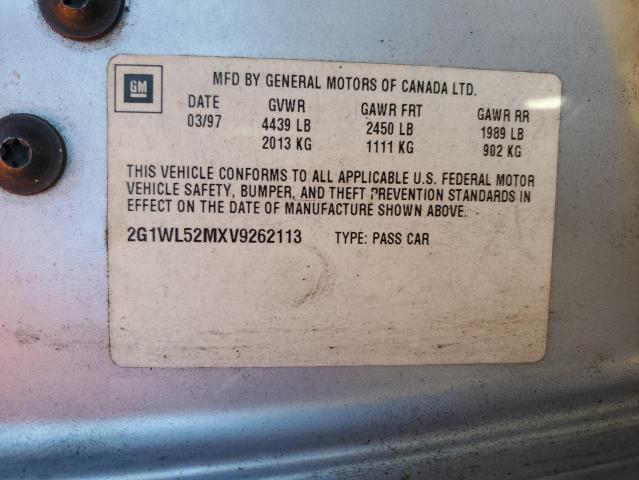 GM
MFD BY GENERAL MOTORS OF CANADA LTD.
DATE GVWR GAWR FRT GAWR RR
03/97 4439 LB 2450 LB 1989 LB
2013 KG 1111 KG 902 KG
THIS VEHICLE CONFORMS TO ALL APPLICABLE U.S. FEDERAL MOTOR
VEHICLE SAFETY, BUMPER, AND THEFT PREVENTION STANDARDS IN
EFFECT ON THE DATE OF MANUFACTURE SHOWN ABOVE.
2G1WL52MXV9262113 TYPE: PASS CAR